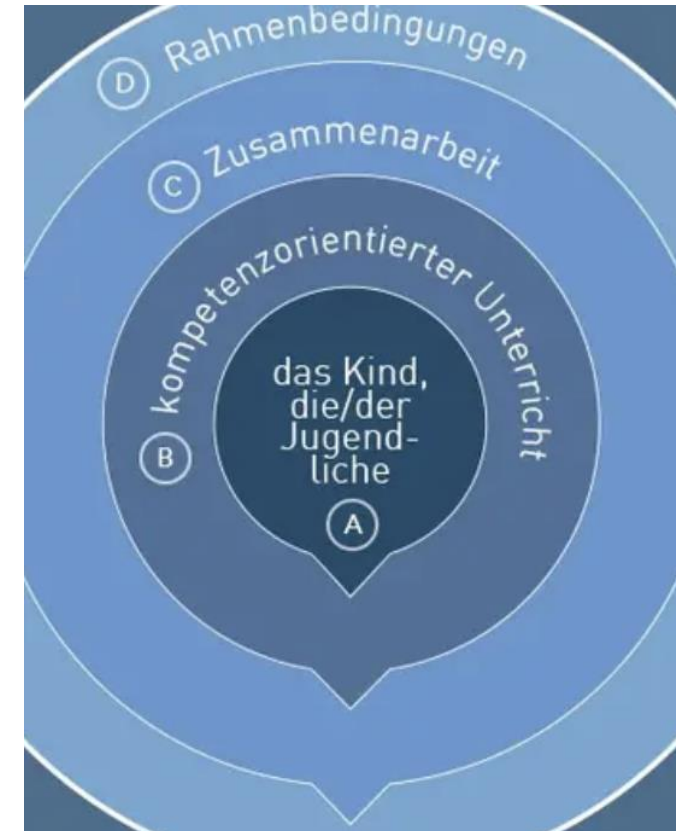 D Rahmenbedingungen
C Zusammenarbeit
B kompetenzorientierter Unterricht
das Kind,
die/der
Jugend-
liche
A